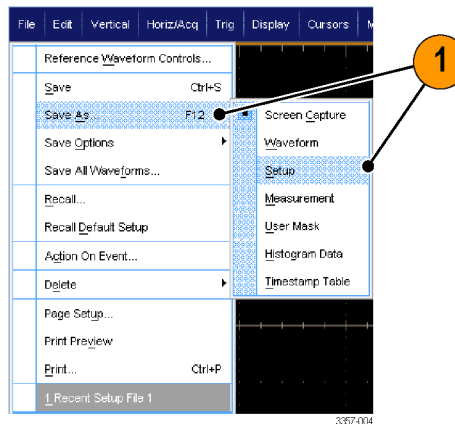 File Edit Vertical Horiz/Acq Trig Display Cursors
1
Reference Waveform Controls...
Save Ctrl+S
Save As... F12
Save Options
Save All Waveforms...
Recall...
Recall Default Setup
Action On Event...
Delete
Page Setup...
Print Preview
Print... Ctrl+P
1 Recent Setup File 1
Screen Capture
Waveform
Setup
Measurement
User Mask
Histogram Data
Timestamp Table
3357-004